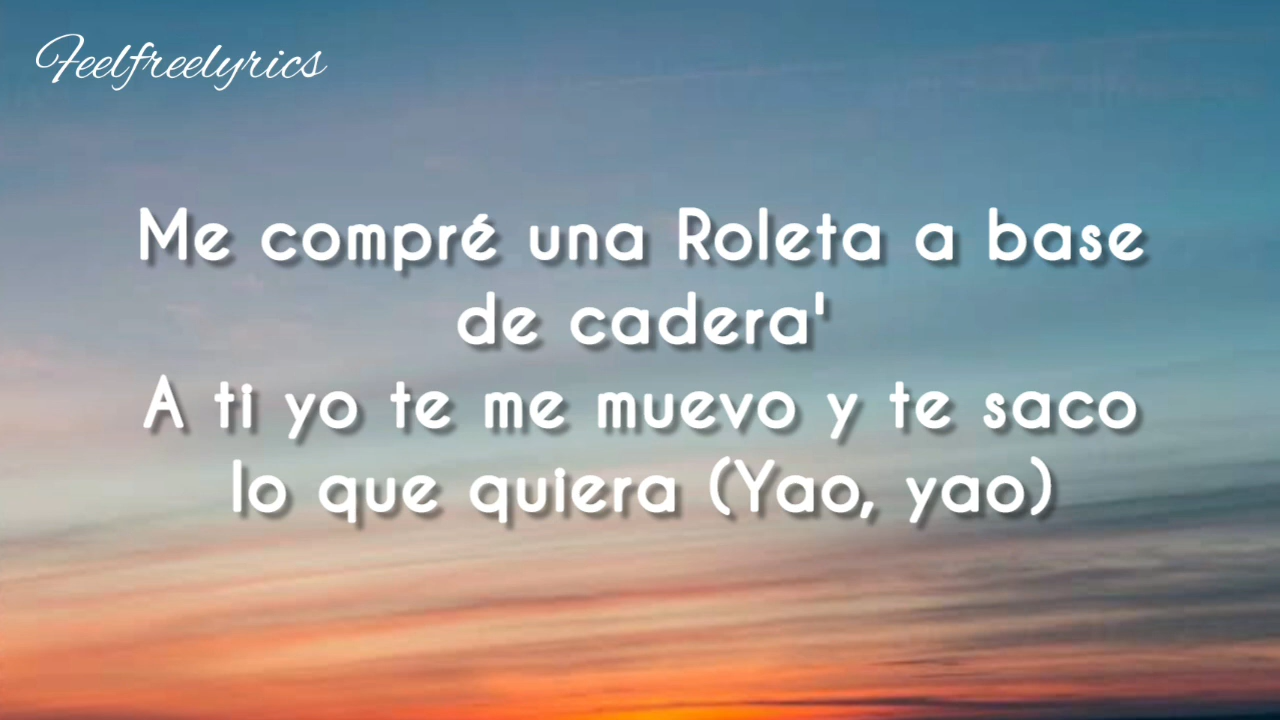 Feelfreelyrics
Me compré una Roleta a base
de cadera'
A ti yo te me muevo y te saco
lo que quiera (Yao, yao)